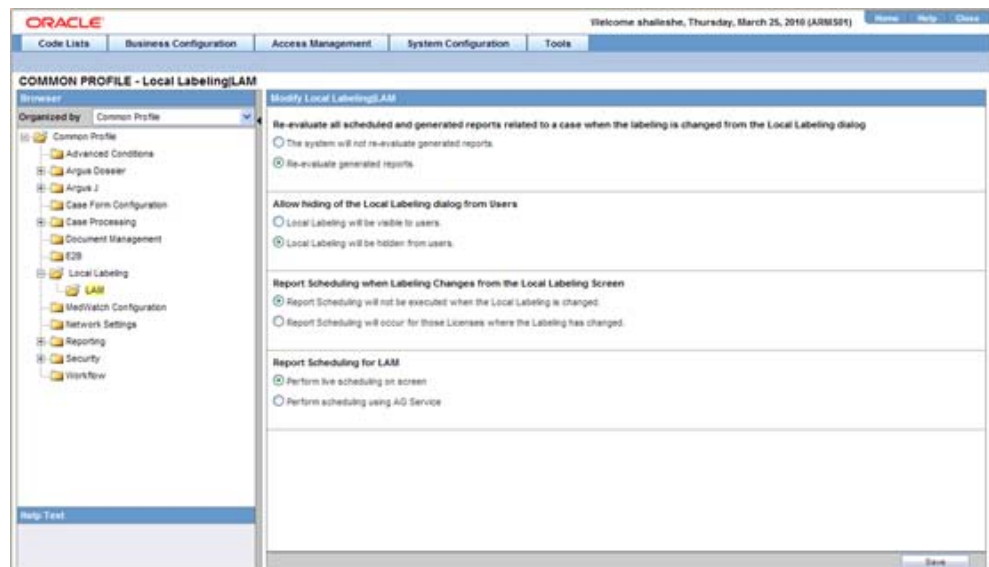 ORACLE
Welcome shaileshe, Thursday, March 25, 2010 (ARMS01)
Home Help Close
Code Lists Business Configuration Access Management System Configuration Tools
COMMON PROFILE - Local Labeling|LAM
Browser
Organized by Common Profile
Common Profile
Advanced Conditions
Argus Dossier
Argus J
Case Form Configuration
Case Processing
Document Management
E2B
Local Labeling
LAM
MedWatch Configuration
Network Settings
Reporting
Security
Workflow
Help Text
Modify Local Labeling|LAM
Re-evaluate all scheduled and generated reports related to a case when the labeling is changed from the Local Labeling dialog
The system will not re-evaluate generated reports.
Re-evaluate generated reports.
Allow hiding of the Local Labeling dialog from Users
Local Labeling will be visible to users.
Local Labeling will be hidden from users.
Report Scheduling when Labeling Changes from the Local Labeling Screen
Report Scheduling will not be executed when the Local Labeling is changed.
Report Scheduling will occur for those Licenses where the Labeling has changed.
Report Scheduling for LAM
Perform live scheduling on screen
Perform scheduling using AG Service
Save